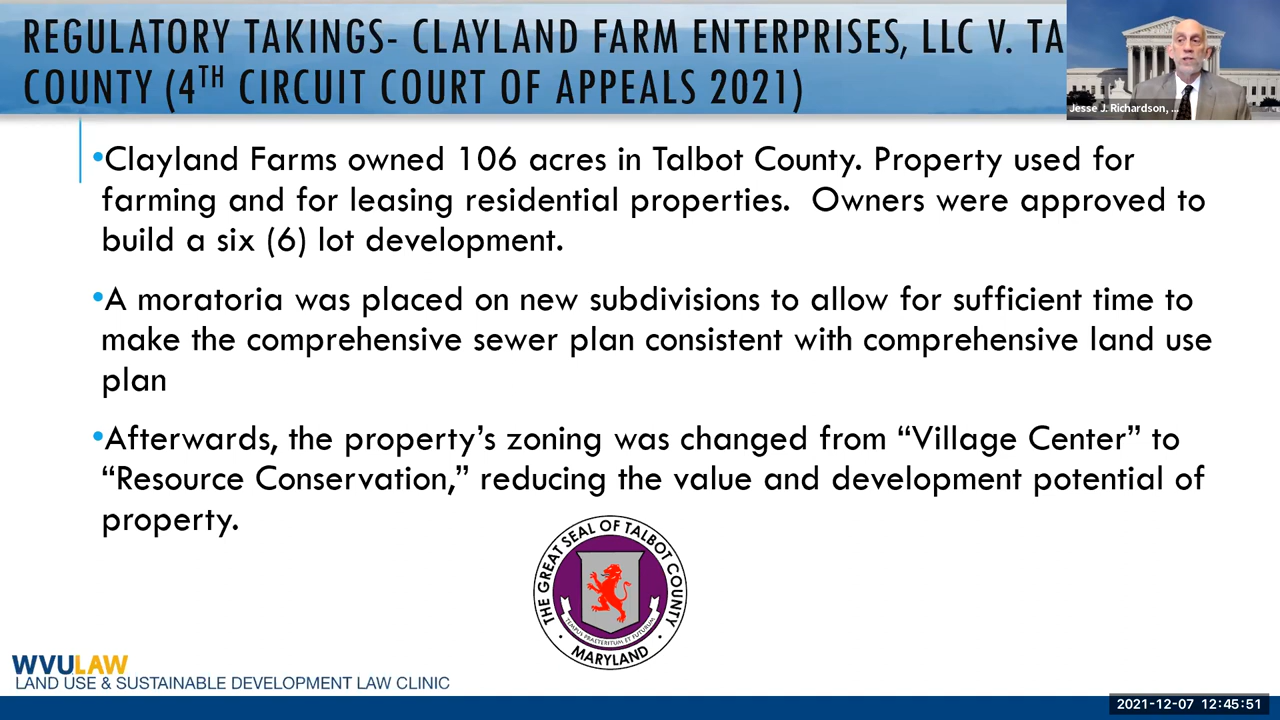 REGULATORY TAKINGS- CLAYLAND FARM ENTERPRISES, LLC V. TA
COUNTY (4TH CIRCUIT COURT OF APPEALS 2021)
Jesse J. Richardson, ...
•Clayland Farms owned 106 acres in Talbot County. Property used for
farming and for leasing residential properties. Owners were approved to
build a six (6) lot development.
•A moratoria was placed on new subdivisions to allow for sufficient time to
make the comprehensive sewer plan consistent with comprehensive land use
plan
•Afterwards, the property’s zoning was changed from “Village Center” to
“Resource Conservation,” reducing the value and development potential of
property.
THE GREAT SEAL OF TALBOT COUNTY
TEMPUS PRAETERITUM ET FUTURUM
• MARYLAND •
WVULAW
LAND USE & SUSTAINABLE DEVELOPMENT LAW CLINIC
2021-12-07 12:45:51